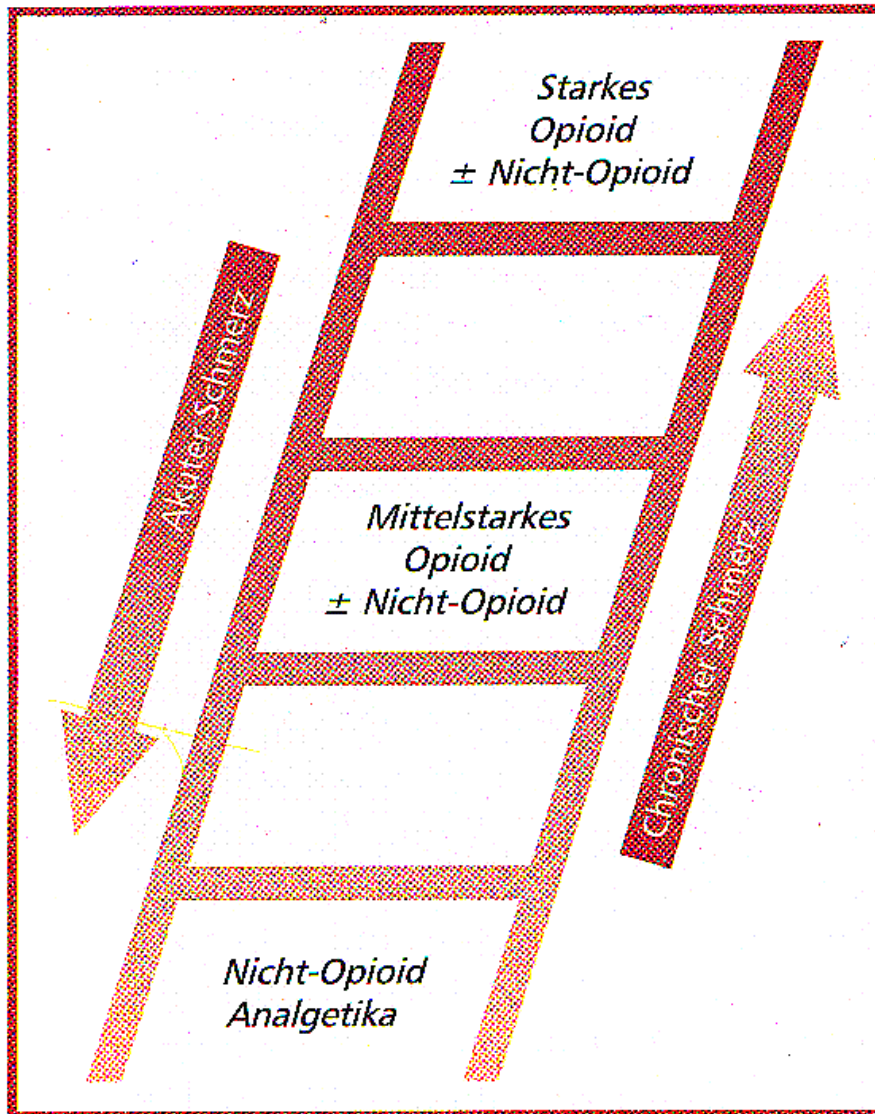 Starkes
Opioid
± Nicht-Opioid
Akuter Schmerz
Mittelstarkes
Opioid
± Nicht-Opioid
Chronischer Schmerz
Nicht-Opioid
Analgetika